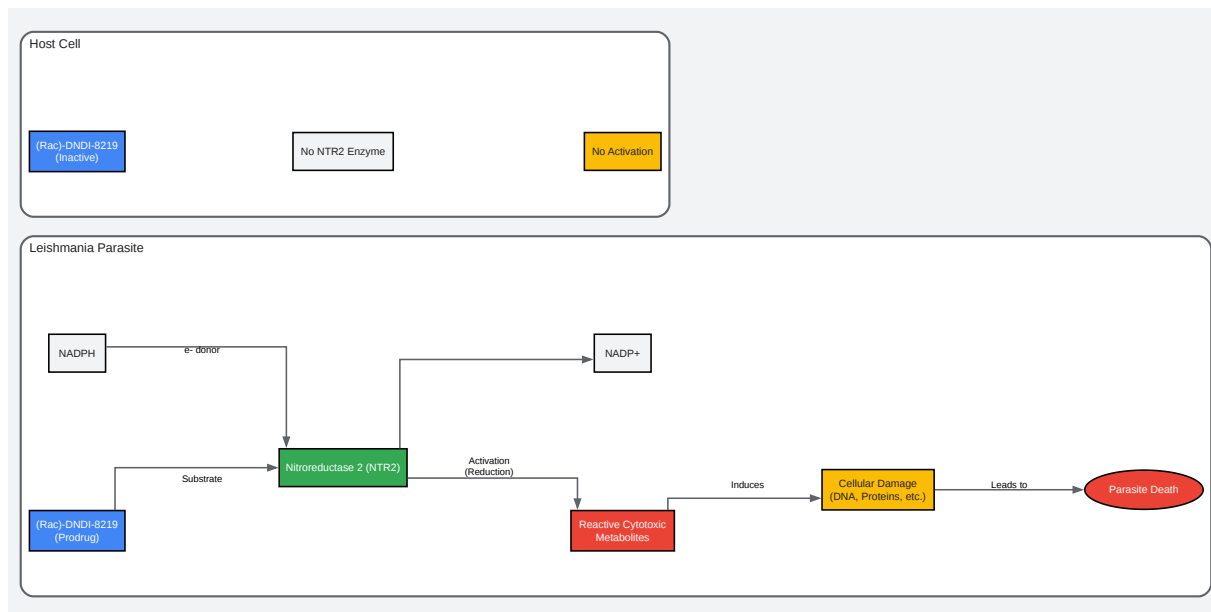 Host Cell
(Rac)-DNDI-8219
(Inactive)
No NTR2 Enzyme
No Activation
Leishmania Parasite
NADPH
e- donor
NADP+
Nitroreductase 2 (NTR2)
Activation
(Reduction)
Substrate
(Rac)-DNDI-8219
(Prodrug)
Reactive Cytotoxic
Metabolites
Induces
Cellular Damage
(DNA, Proteins, etc.)
Leads to
Parasite Death